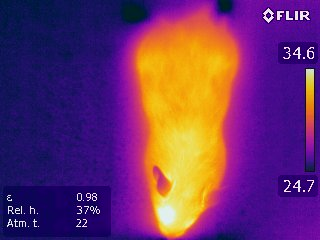 FLIR
34.6
24.7
ε 0.98
Rel. h. 37%
Atm. t. 22